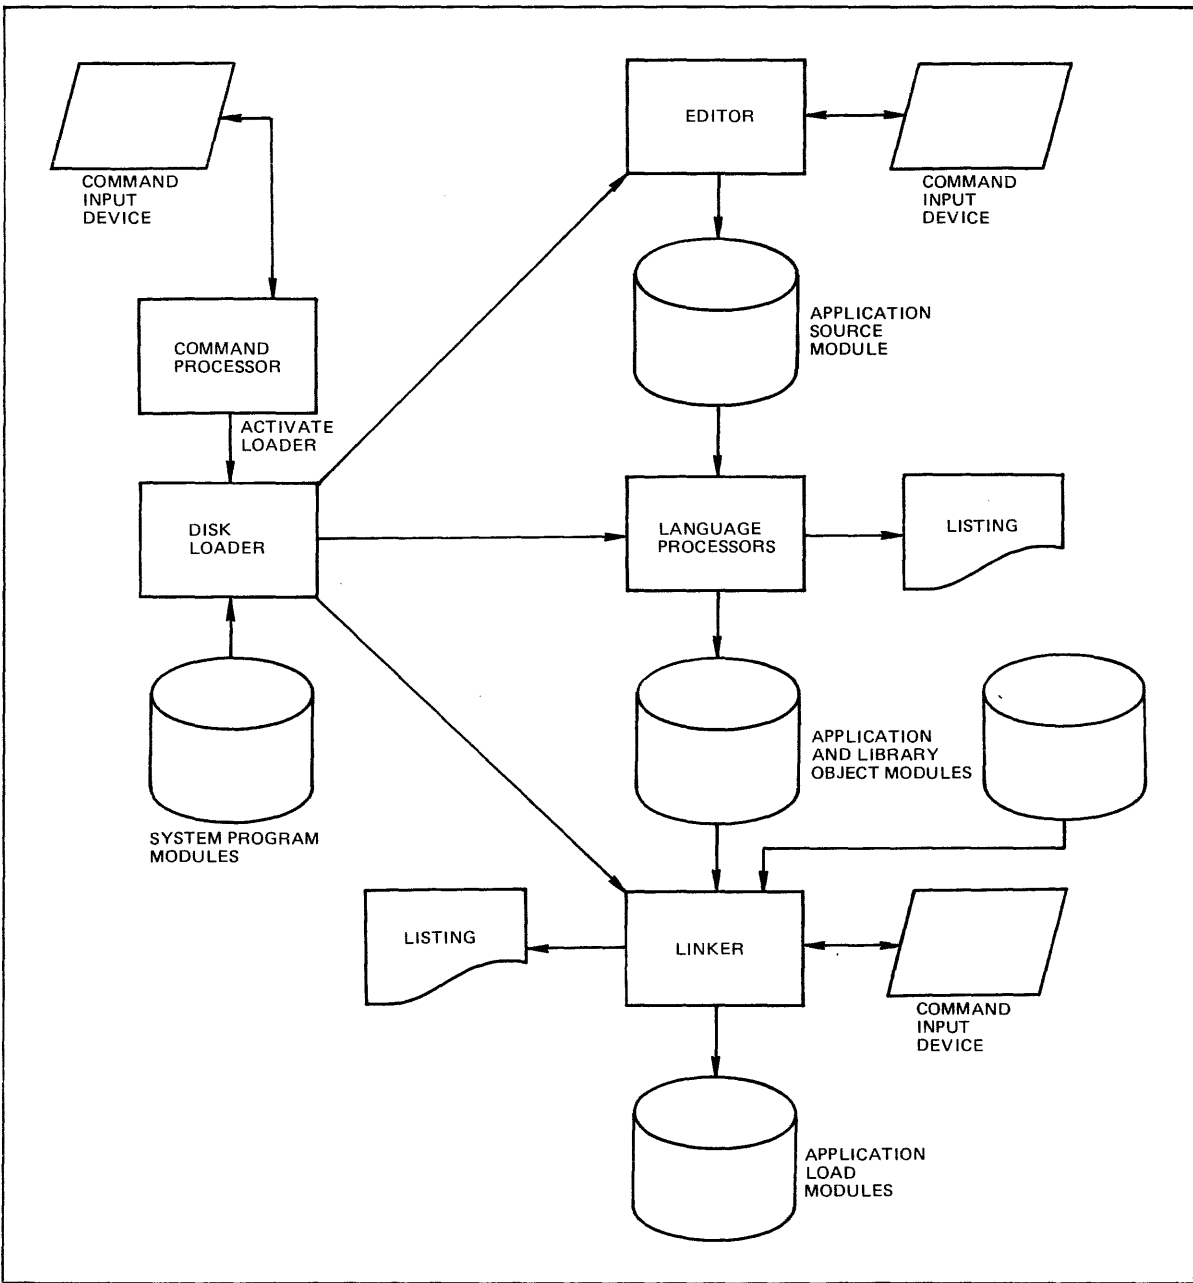 COMMAND
INPUT
DEVICE
COMMAND
PROCESSOR
ACTIVATE
LOADER
DISK
LOADER
SYSTEM PROGRAM
MODULES
EDITOR
COMMAND
INPUT
DEVICE
APPLICATION
SOURCE
MODULE
LANGUAGE
PROCESSORS
LISTING
APPLICATION
AND LIBRARY
OBJECT MODULES
LISTING
LINKER
COMMAND
INPUT
DEVICE
APPLICATION
LOAD
MODULES